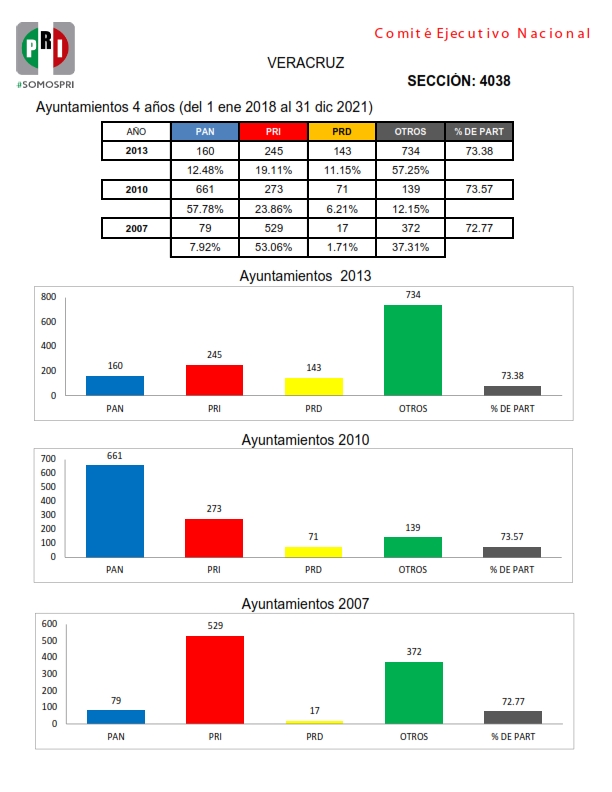 Comité Ejecutivo Nacional
PRI
#SOMOSPRI
VERACRUZ
SECCIÓN: 4038
Ayuntamientos 4 años (del 1 ene 2018 al 31 dic 2021)
AÑO PAN PRI PRD OTROS % DE PART
2013 160 245 143 734 73.38
12.48% 19.11% 11.15% 57.25%
2010 661 273 71 139 73.57
57.78% 23.86% 6.21% 12.15%
2007 79 529 17 372 72.77
7.92% 53.06% 1.71% 37.31%
Ayuntamientos 2013
800
600
400
200
0
160 245 143 734 73.38
PAN PRI PRD OTROS % DE PART
Ayuntamientos 2010
700
600
500
400
300
200
100
0
661 273 71 139 73.57
PAN PRI PRD OTROS % DE PART
Ayuntamientos 2007
600
500
400
300
200
100
0
79 529 17 372 72.77
PAN PRI PRD OTROS % DE PART